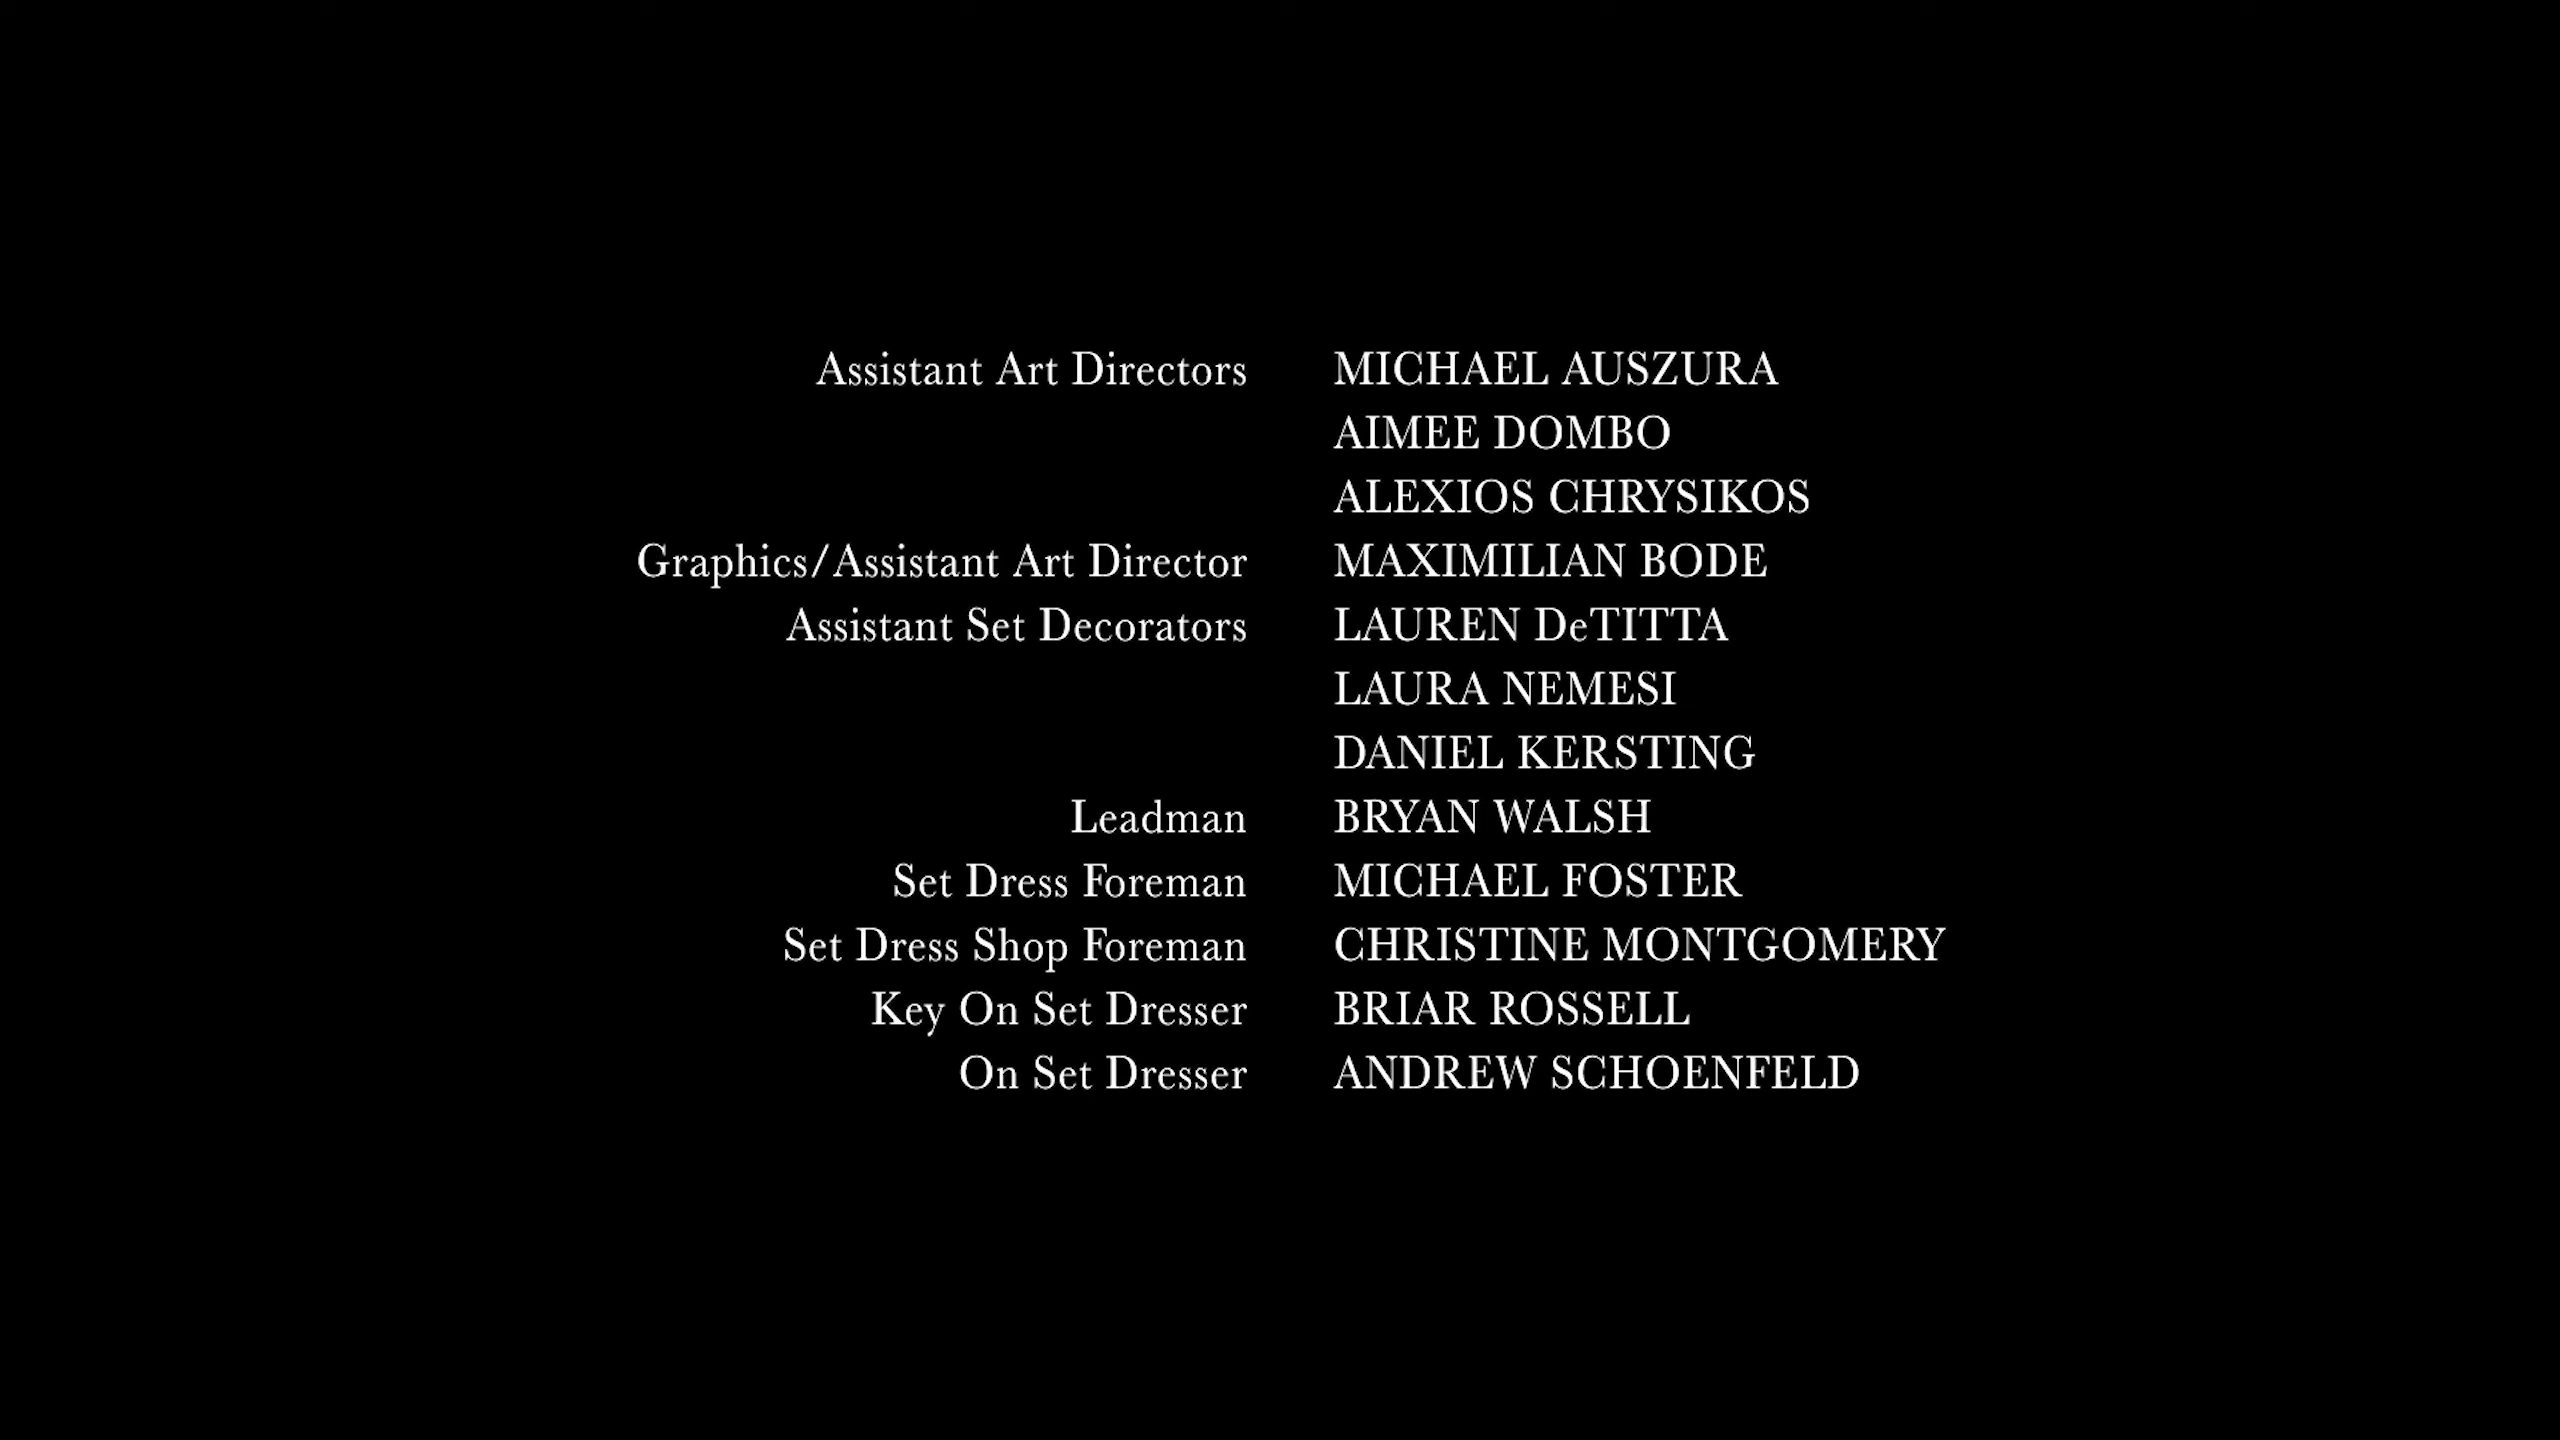 Assistant Art Directors MICHAEL AUSZURA
AIMEE DOMBO
ALEXIOS CHRYSIKOS
Graphics/Assistant Art Director MAXIMILIAN BODE
Assistant Set Decorators LAUREN DeTITTA
LAURA NEMESI
DANIEL KERSTING
Leadman BRYAN WALSH
Set Dress Foreman MICHAEL FOSTER
Set Dress Shop Foreman CHRISTINE MONTGOMERY
Key On Set Dresser BRIAR ROSSELL
On Set Dresser ANDREW SCHOENFELD